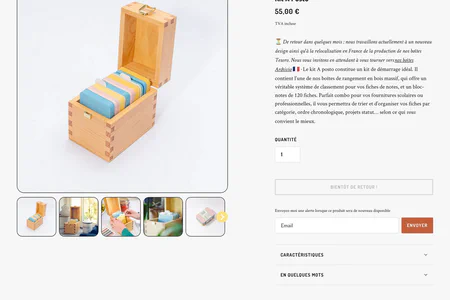 55,00 €
TVA incluse
⏳ De retour dans quelques mois : nous travaillons actuellement à un nouveau
design ainsi qu'à la relocalisation en France de la production de nos boîtes
Tesoro. Nous vous invitons en attendant à vous tourner vers nos boîtes
🇫🇷 - Le kit A posto constitue un kit de démarrage idéal. Il
contient l'une de nos boîtes de rangement en bois massif, qui offre un
véritable système de classement pour vos fiches de notes, et un bloc-
notes de 120 fiches. Parfait combo pour vos fournitures scolaires ou
professionnelles, il vous permettra de trier et d'organiser vos fiches par
catégorie, ordre chronologique, projets, statut... selon ce qui vous
convient le mieux.
QUANTITÉ
1
BIENTÔT DE RETOUR !
Envoyez-moi une alerte lorsque ce produit sera de nouveau disponible
Email
ENVOYER
CARACTÉRISTIQUES
EN QUELQUES MOTS